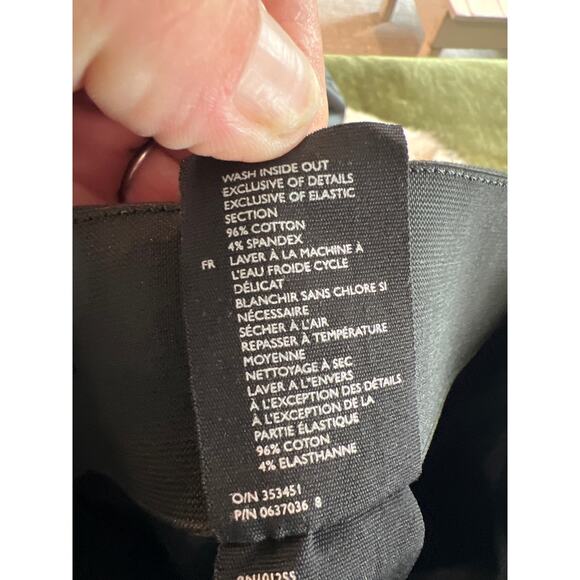 WASH INSIDE OUT
EXCLUSIVE OF DETAILS
EXCLUSIVE OF ELASTIC
SECTION
96% COTTON
4% SPANDEX
FR LAVER À LA MACHINE À
L'EAU FROIDE CYCLE
DÉLICAT
BLANCHIR SANS CHLORE SI
NÉCESSAIRE
SÉCHER À L'AIR
REPASSER À TEMPÉRATURE
MOYENNE
NETTOYAGE À SEC
LAVER A L"ENVERS
À L'EXCEPTION DES DÉTAILS
À L'EXCEPTION DE LA
PARTIE ÉLASTIQUE
96% COTON
4% ELASTHANNE
O/N 353451
P/N 0637036 8